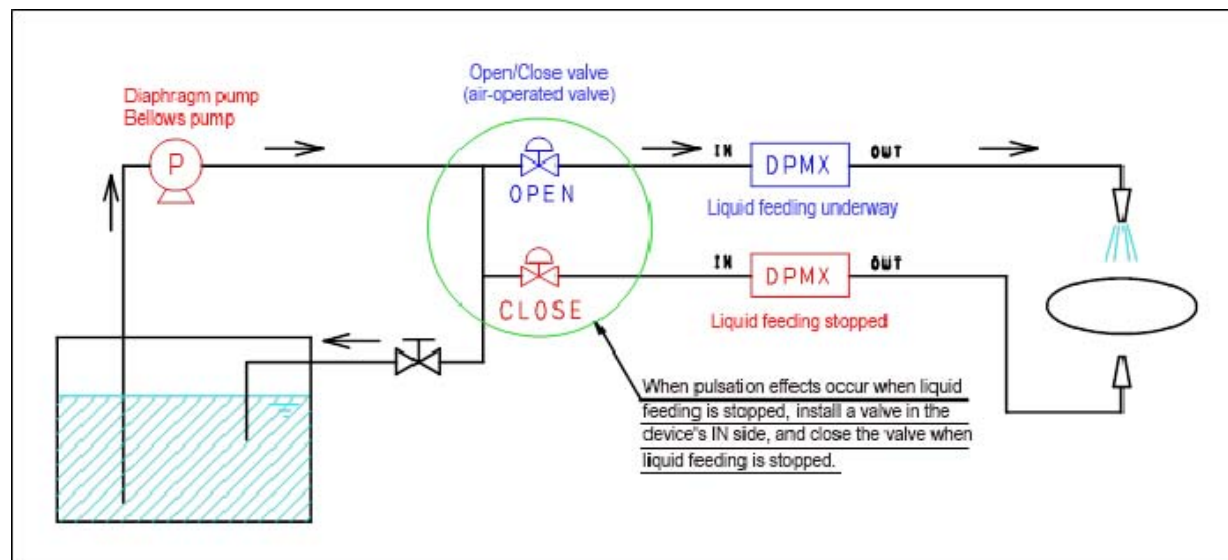 Diaphragm pump
Bellows pump
P
Open/Close valve
(air-operated valve)
OPEN
IN
DPMX
OUT
Liquid feeding underway
CLOSE
IN
DPMX
OUT
Liquid feeding stopped
When pulsation effects occur when liquid
feeding is stopped, install a valve in the
device"s IN side, and close the valve when
liquid feeding is stopped.